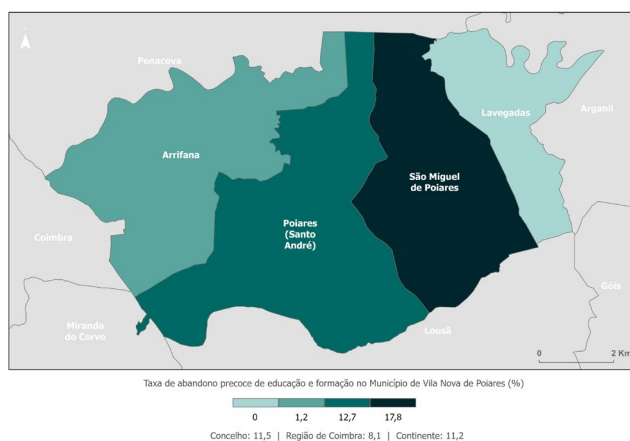 Penacova
Lavegadas
Arganil
Arrifana
São Miguel
de Poiares
Poiares
(Santo
André)
Coimbra
Góis
Miranda
do Corvo
Lousã
0 2 Km
Taxa de abandono precoce de educação e formação no Município de Vila Nova de Poiares (%)
0 1,2 12,7 17,8
Concelho: 11,5 | Região de Coimbra: 8,1 | Continente: 11,2